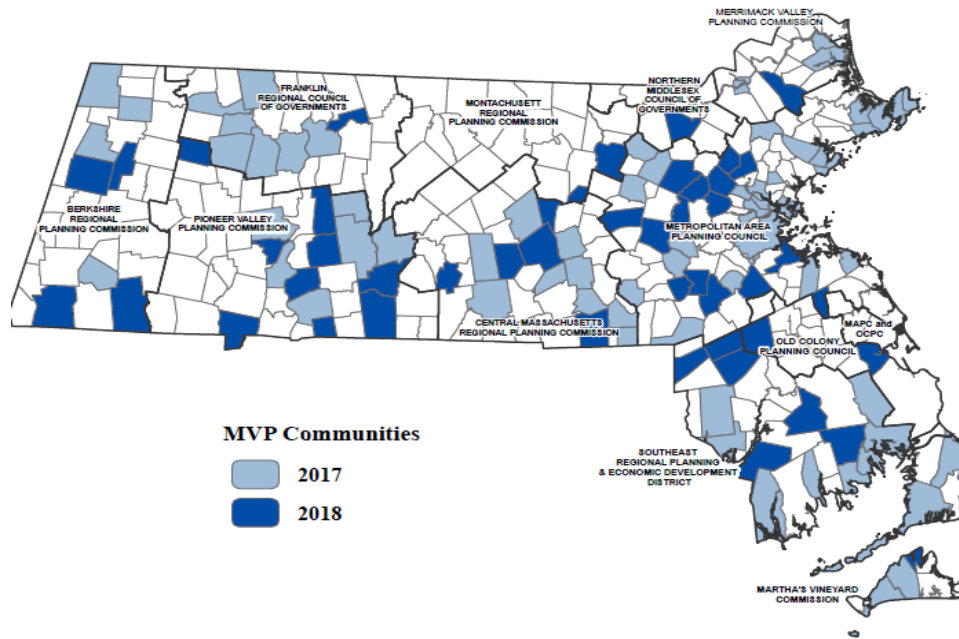 MERRIMACK VALLEY
PLANNING COMMISSION
FRANKLIN
REGIONAL COUNCIL
OF GOVERNMENTS
MONTACHUSETT
REGIONAL
PLANNING COMMISSION
NORTHERN
MIDDLESEX
COUNCIL OF
GOVERNMENTS
BERKSHIRE
REGIONAL
PLANNING COMMISSION
PIONEER VALLEY
PLANNING COMMISSION
METROPOLITAN AREA
PLANNING COUNCIL
CENTRAL MASSACHUSETTS
REGIONAL PLANNING COMMISSION
MAPC and
OCPC
OLD COLONY
PLANNING COUNCIL
MVP Communities
2017
2018
SOUTHEAST
REGIONAL PLANNING
& ECONOMIC DEVELOPMENT
DISTRICT
MARTHA'S VINEYARD
COMMISSION